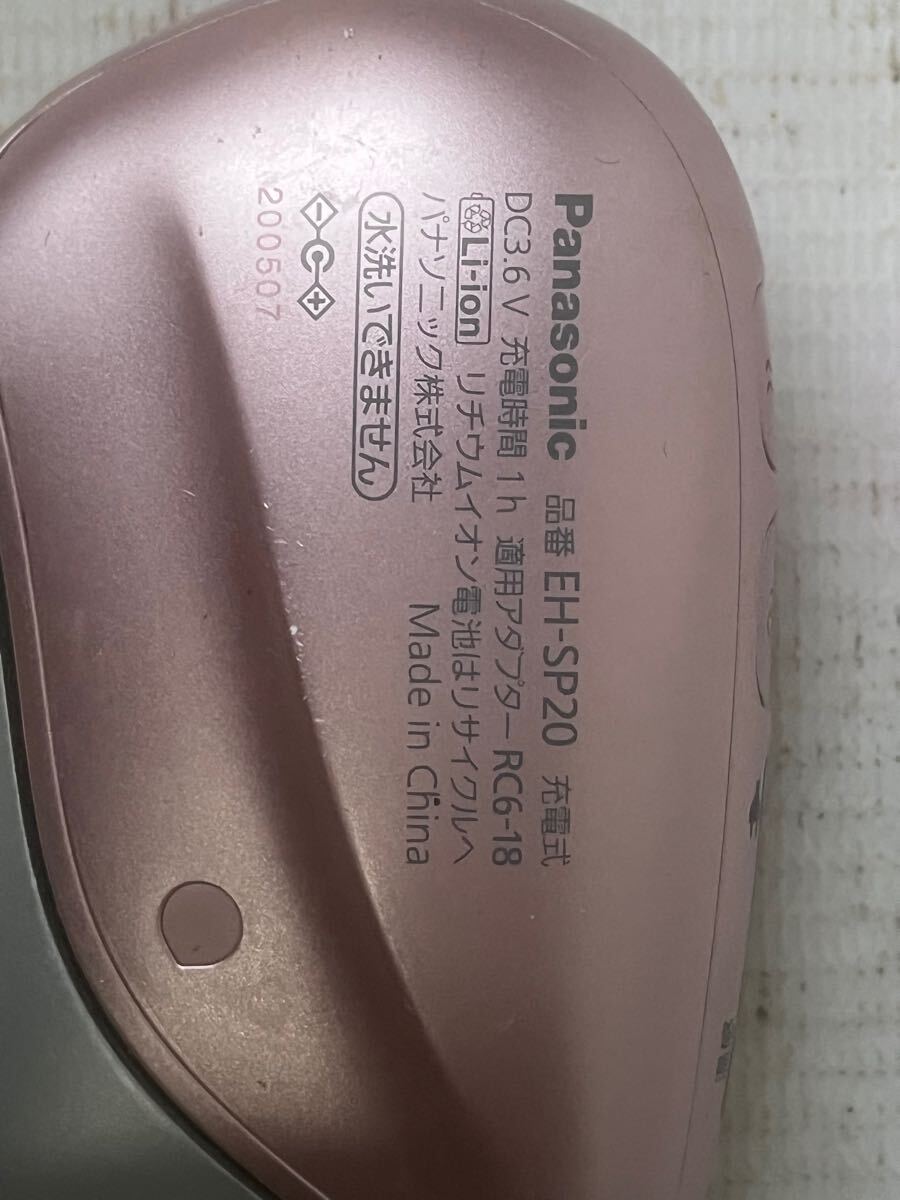 Panasonic 品番 EH-SP20 充電式
DC3.6V 充電時間 1h 適用アダプター RC6-18
Li-ion リチウムイオン電池はリサイクルへ
パナソニック株式会社 Made in China
水洗いできません
- C +
200507